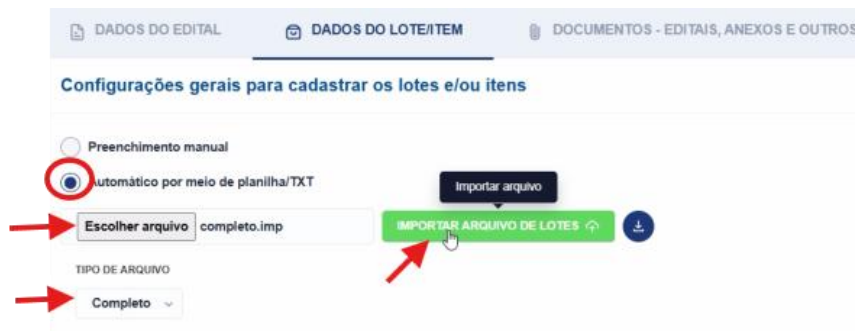 DADOS DO EDITAL DADOS DO LOTE/ITEM DOCUMENTOS - EDITAIS, ANEXOS E OUTROS
Configurações gerais para cadastrar os lotes e/ou itens
Preenchimento manual
Automático por meio de planilha/TXT
Importar arquivo
Escolher arquivo completo.imp IMPORTAR ARQUIVO DE LOTES
TIPO DE ARQUIVO
Completo